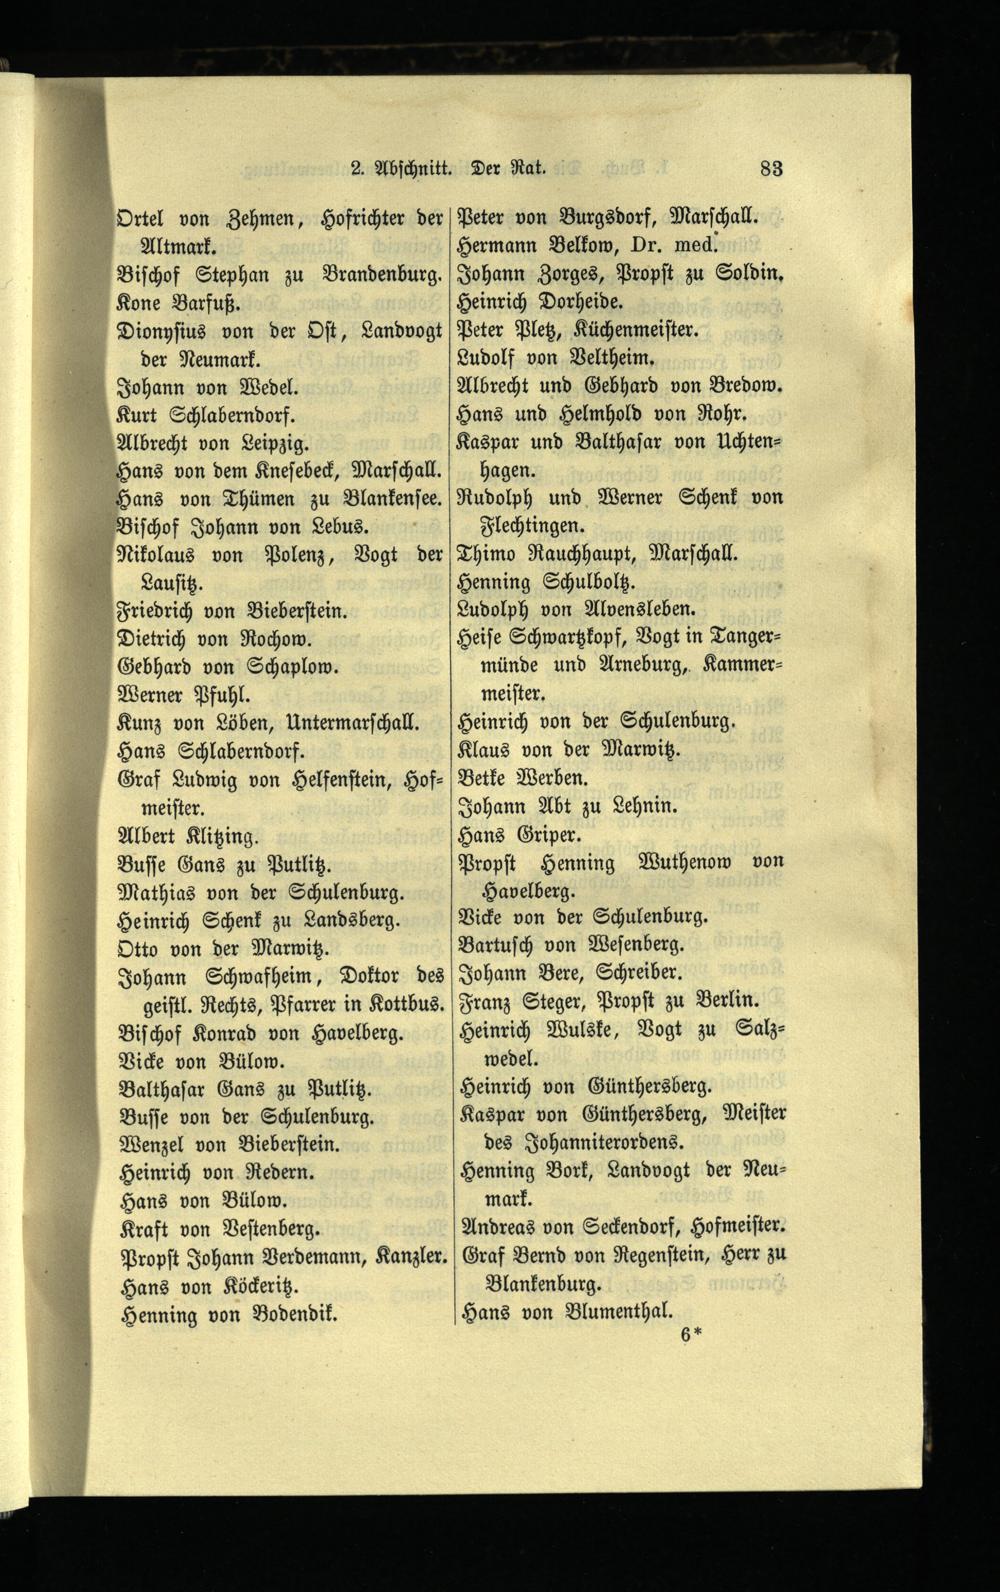 2. Abschnitt. Der Rat. 83
Ortel von Zehmen, Hofrichter der
Altmark.
Bischof Stephan zu Brandenburg.
Kone Barfuß.
Dionysius von der Ost, Landvogt
der Neumark.
Johann von Wedel.
Kurt Schlaberndorf.
Albrecht von Leipzig.
Hans von dem Knesebeck, Marschall.
Hans von Thümen zu Blankensee.
Bischof Johann von Lebus.
Nikolaus von Polenz, Vogt der
Lausitz.
Friedrich von Bieberstein.
Dietrich von Rochow.
Gebhard von Schaplow.
Werner Pfuhl.
Kunz von Löben, Untermarschall.
Hans Schlaberndorf.
Graf Ludwig von Helfenstein, Hof-
meister.
Albert Klitzing.
Busse Gans zu Putlitz.
Mathias von der Schulenburg.
Heinrich Schenk zu Landsberg.
Otto von der Marwitz.
Johann Schwafheim, Doktor des
geistl. Rechts, Pfarrer in Kottbus.
Bischof Konrad von Havelberg.
Vicke von Bülow.
Balthasar Gans zu Putlitz.
Busse von der Schulenburg.
Wenzel von Bieberstein.
Heinrich von Redern.
Hans von Bülow.
Kraft von Vestenberg.
Propst Johann Verdemann, Kanzler.
Hans von Köckeritz.
Henning von Bodendik.
Peter von Burgsdorf, Marschall.
Hermann Belkow, Dr. med.
Johann Zorges, Propst zu Soldin.
Heinrich Dorheide.
Peter Pletz, Küchenmeister.
Ludolf von Veltheim.
Albrecht und Gebhard von Bredow.
Hans und Helmhold von Rohr.
Kaspar und Balthasar von Uchten-
hagen.
Rudolph und Werner Schenk von
Flechtingen.
Thimo Rauchhaupt, Marschall.
Henning Schulboltz.
Ludolph von Alvensleben.
Heise Schwartzkopf, Vogt in Tanger-
münde und Arneburg, Kammer-
meister.
Heinrich von der Schulenburg.
Klaus von der Marwitz.
Betke Werben.
Johann Abt zu Lehnin.
Hans Griper.
Propst Henning Wuthenow von
Havelberg.
Vicke von der Schulenburg.
Bartusch von Wesenberg.
Johann Bere, Schreiber.
Franz Steger, Propst zu Berlin.
Heinrich Wulske, Vogt zu Salz-
wedel.
Heinrich von Günthersberg.
Kaspar von Günthersberg, Meister
des Johanniterordens.
Henning Bork, Landvogt der Neu-
mark.
Andreas von Seckendorf, Hofmeister.
Graf Bernd von Regenstein, Herr zu
Blankenburg.
Hans von Blumenthal.
6*